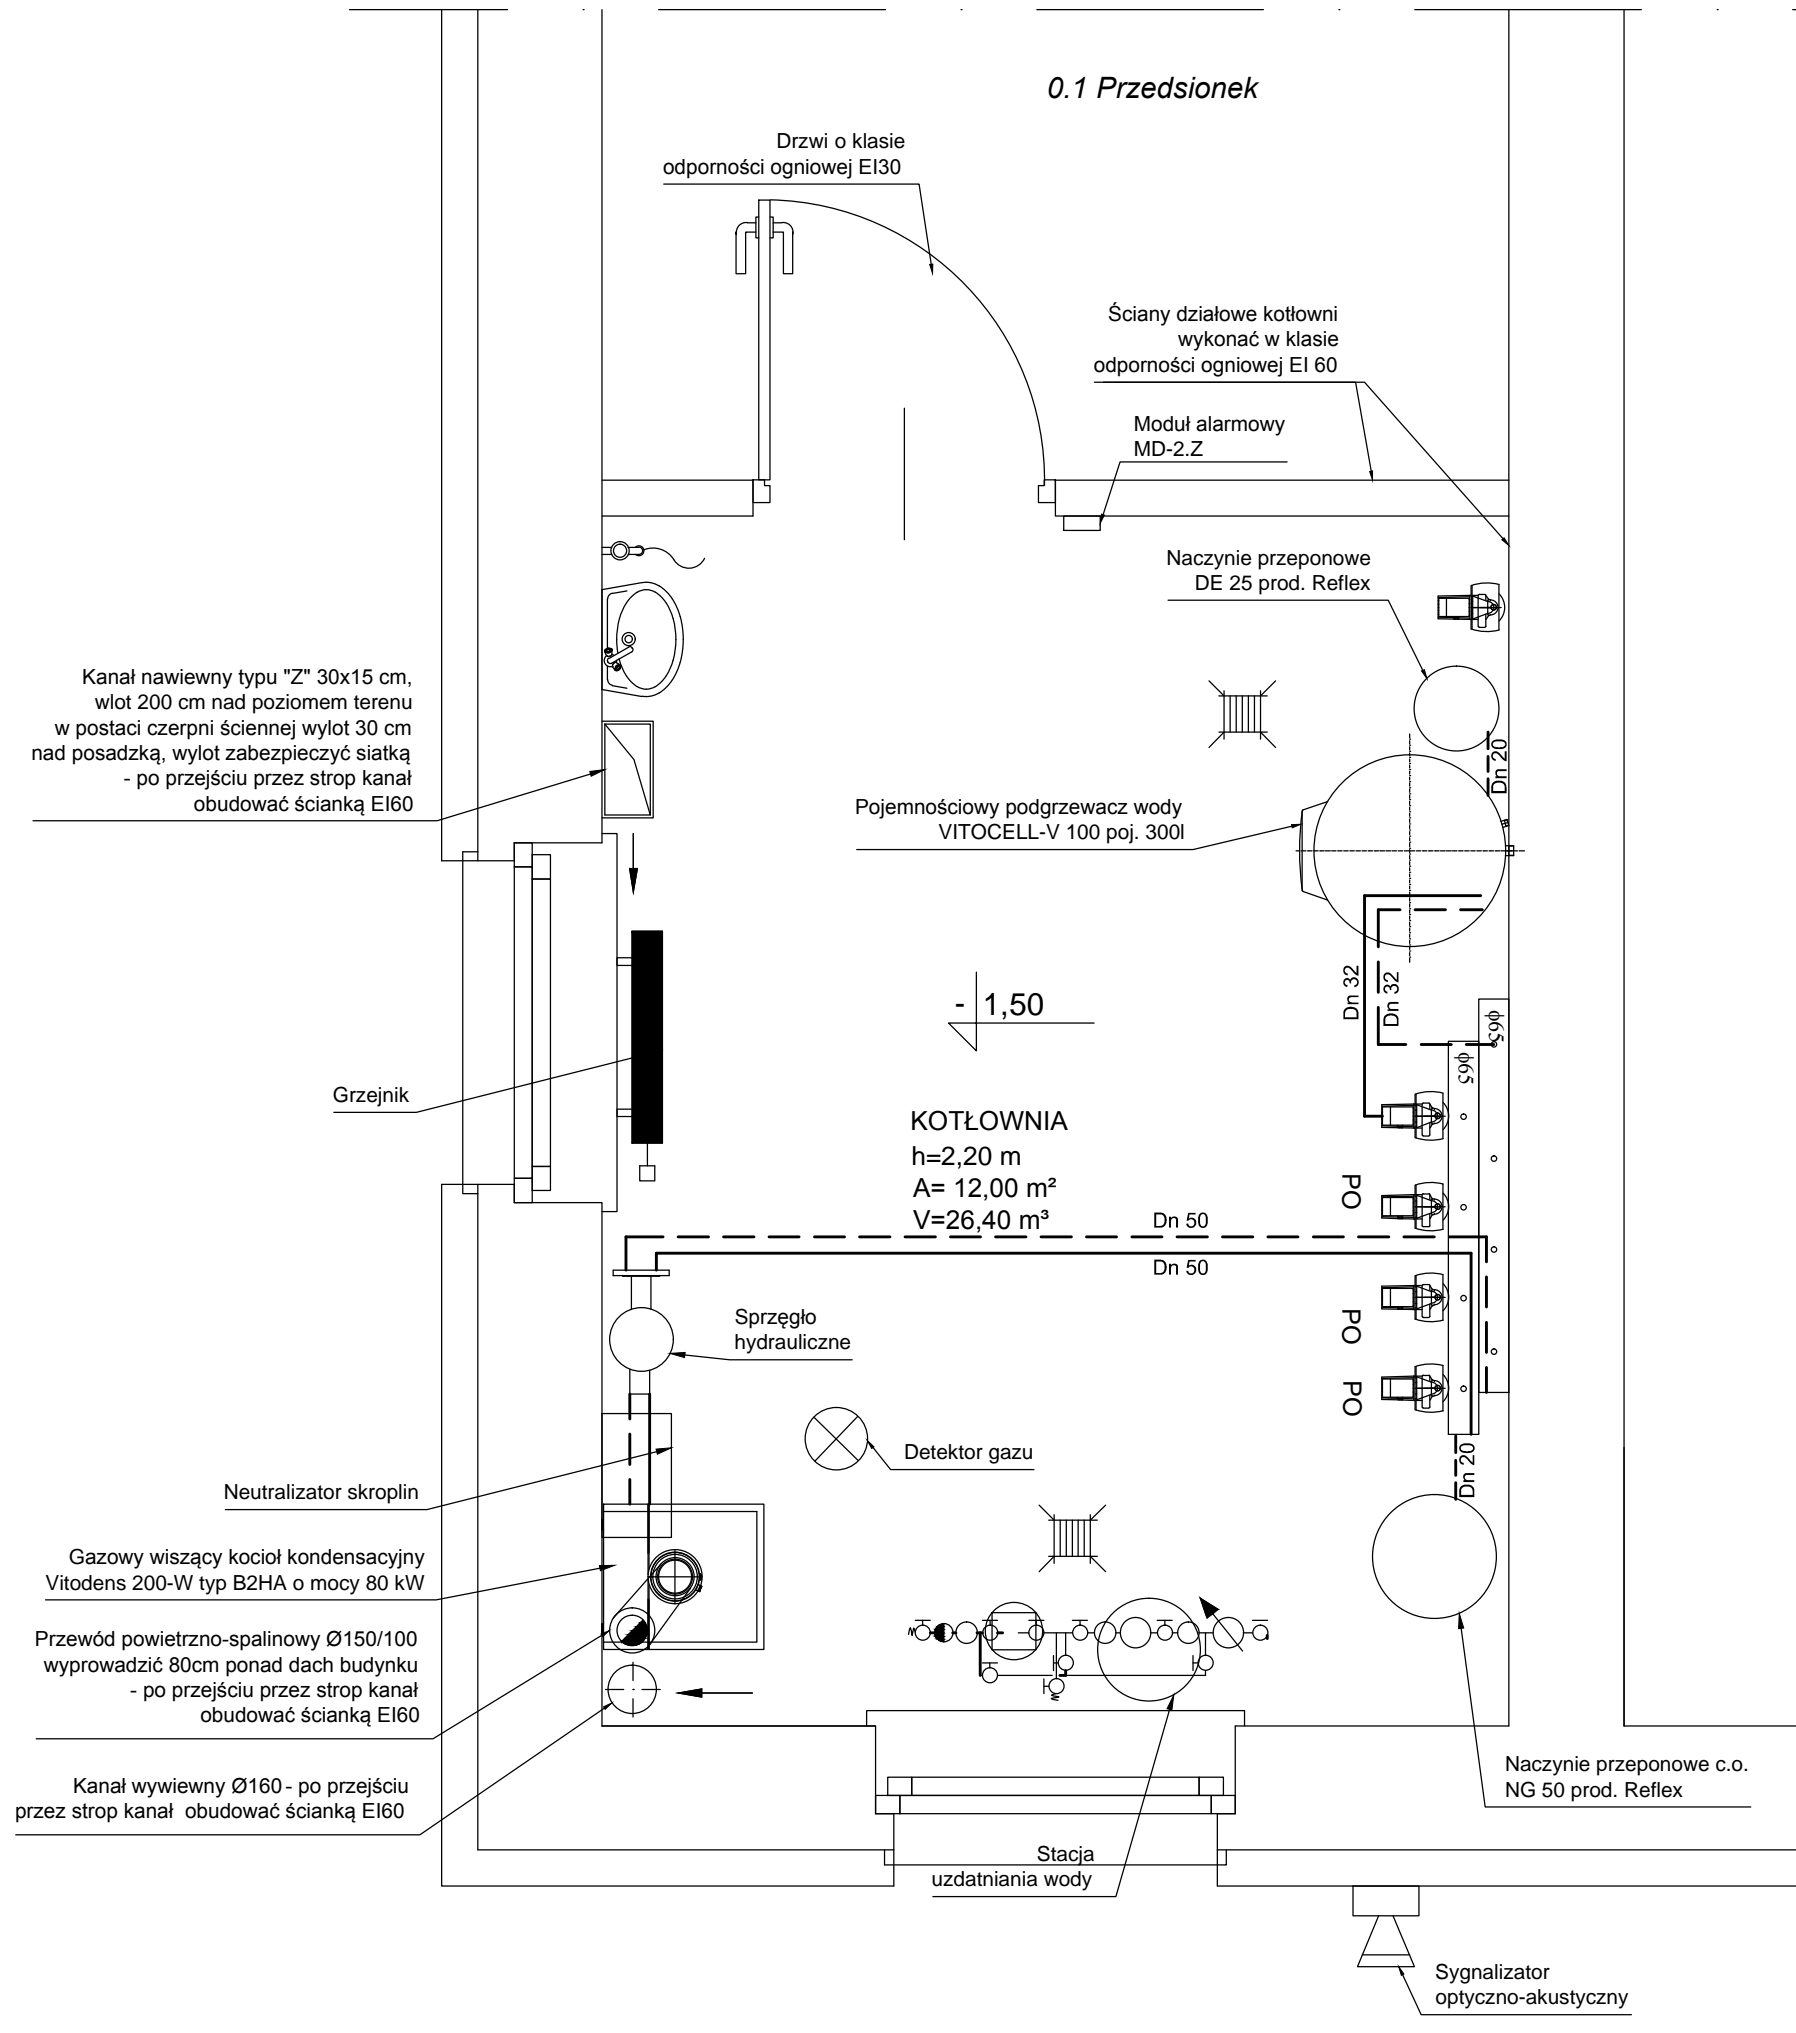 0.1 Przedsionek
Drzwi o klasie
odporności ogniowej EI30
Ściany działowe kotłowni
wykonać w klasie
odporności ogniowej EI 60
Moduł alarmowy
MD-2.Z
Naczynie przeponowe
DE 25 prod. Reflex
Kanał nawiewny typu "Z" 30x15 cm,
wlot 200 cm nad poziomem terenu
w postaci czerpni ściennej wylot 30 cm
nad posadzką, wylot zabezpieczyć siatką
- po przejściu przez strop kanał
obudować ścianką EI60
Dn 20
Pojemnościowy podgrzewacz wody
VITOCELL-V 100 poj. 300l
Dn 32
Dn 32
- 1,50
ϕ65
ϕ65
Grzejnik
KOTŁOWNIA
h=2,20 m
A= 12,00 m²
V=26,40 m³
PO
Dn 50
Dn 50
Sprzęgło
hydrauliczne
PO
PO
Detektor gazu
Dn 20
Neutralizator skroplin
Gazowy wiszący kocioł kondensacyjny
Vitodens 200-W typ B2HA o mocy 80 kW
Przewód powietrzno-spalinowy Ø150/100
wyprowadzić 80cm ponad dach budynku
- po przejściu przez strop kanał
obudować ścianką EI60
Kanał wywiewny Ø160 - po przejściu
przez strop kanał obudować ścianką EI60
Naczynie przeponowe c.o.
NG 50 prod. Reflex
Stacja
uzdatniania wody
Sygnalizator
optyczno-akustyczny